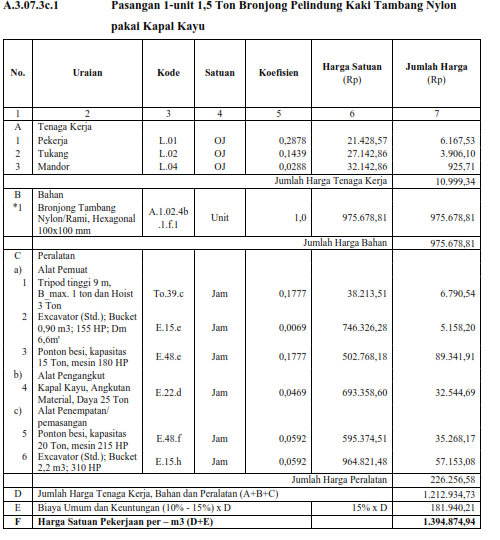 A.3.07.3c.1 Pasangan 1-unit 1,5 Ton Bronjong Pelindung Kaki Tambang Nylon
pakai Kapal Kayu
No. Uraian Kode Satuan Koefisien Harga Satuan (Rp) Jumlah Harga (Rp)
1 2 3 4 5 6 7
A Tenaga Kerja
1 Pekerja L.01 OJ 0,2878 21.428,57 6.167,53
2 Tukang L.02 OJ 0,1439 27.142,86 3.906,10
3 Mandor L.04 OJ 0,0288 32.142,86 925,71
Jumlah Harga Tenaga Kerja 10.999,34
B Bahan
*1 Bronjong Tambang
Nylon/Rami, Hexagonal A.1.02.4b Unit 1,0 975.678,81 975.678,81
100x100 mm .1.f.1
Jumlah Harga Bahan 975.678,81
C Peralatan
a) Alat Pemuat
1 Tripod tinggi 9 m,
B_max. 1 ton dan Hoist To.39.c Jam 0,1777 38.213,51 6.790,54
3 Ton
2 Excavator (Std.); Bucket
0,90 m3; 155 HP; Dm E.15.e Jam 0,0069 746.326,28 5.158,20
6,6m'
3 Ponton besi, kapasitas E.48.e Jam 0,1777 502.768,18 89.341,91
15 Ton, mesin 180 HP
b) Alat Pengangkut
4 Kapal Kayu, Angkutan E.22.d Jam 0,0469 693.358,60 32.544,69
Material, Daya 25 Ton
c) Alat Penempatan/
pemasangan
5 Ponton besi, kapasitas E.48.f Jam 0,0592 595.374,51 35.268,17
20 Ton, mesin 215 HP
6 Excavator (Std.); Bucket E.15.h Jam 0,0592 964.821,48 57.153,08
2,2 m3; 310 HP
Jumlah Harga Peralatan 226.256,58
D Jumlah Harga Tenaga Kerja, Bahan dan Peralatan (A+B+C) 1.212.934,73
E Biaya Umum dan Keuntungan (10% - 15%) x D 15% x D 181.940,21
F Harga Satuan Pekerjaan per – m3 (D+E) 1.394.874,94